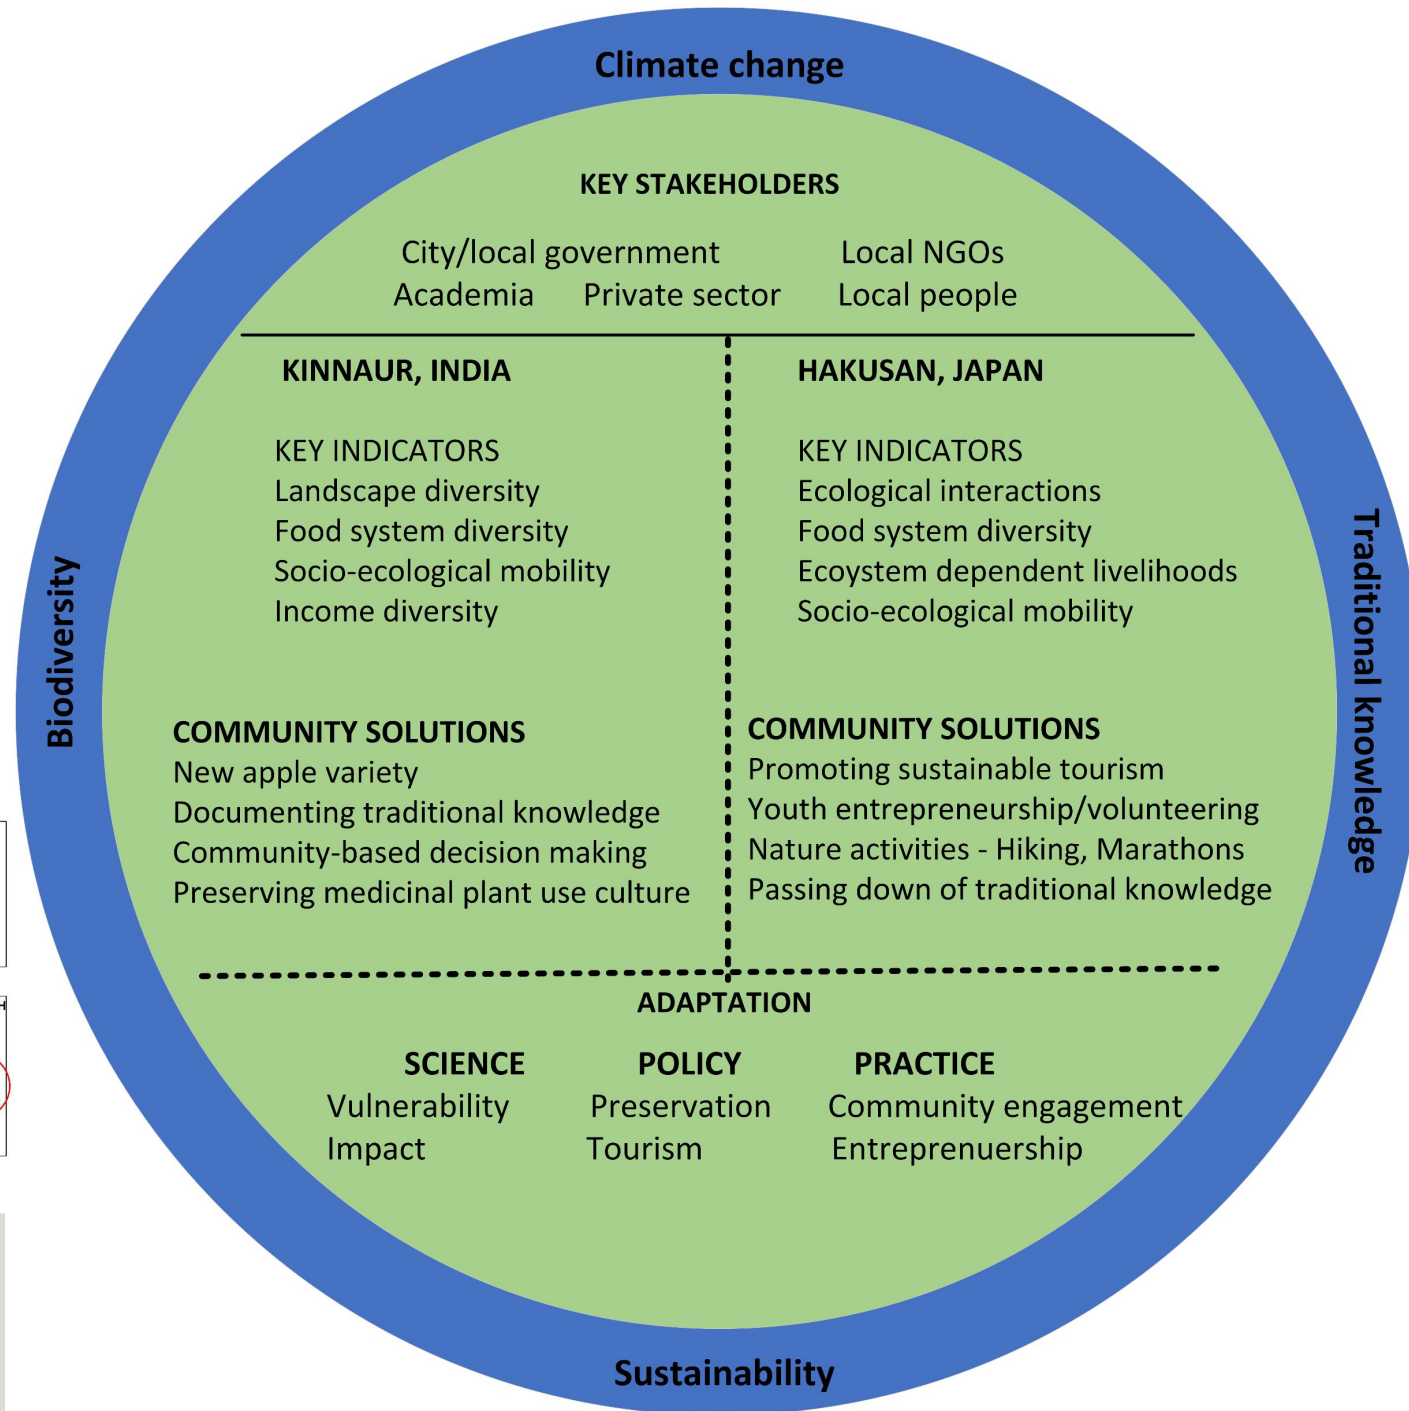 Climate change
KEY STAKEHOLDERS
City/local government Local NGOs
Academia Private sector Local people
KINNAUR, INDIA
KEY INDICATORS
Landscape diversity
Food system diversity
Socio-ecological mobility
Income diversity
COMMUNITY SOLUTIONS
New apple variety
Documenting traditional knowledge
Community-based decision making
Preserving medicinal plant use culture
HAKUSAN, JAPAN
KEY INDICATORS
Ecological interactions
Food system diversity
Ecoystem dependent livelihoods
Socio-ecological mobility
COMMUNITY SOLUTIONS
Promoting sustainable tourism
Youth entrepreneurship/volunteering
Nature activities - Hiking, Marathons
Passing down of traditional knowledge
ADAPTATION
SCIENCE POLICY PRACTICE
Vulnerability Preservation Community engagement
Impact Tourism Entreprenuership
Biodiversity
Traditional knowledge
Sustainability